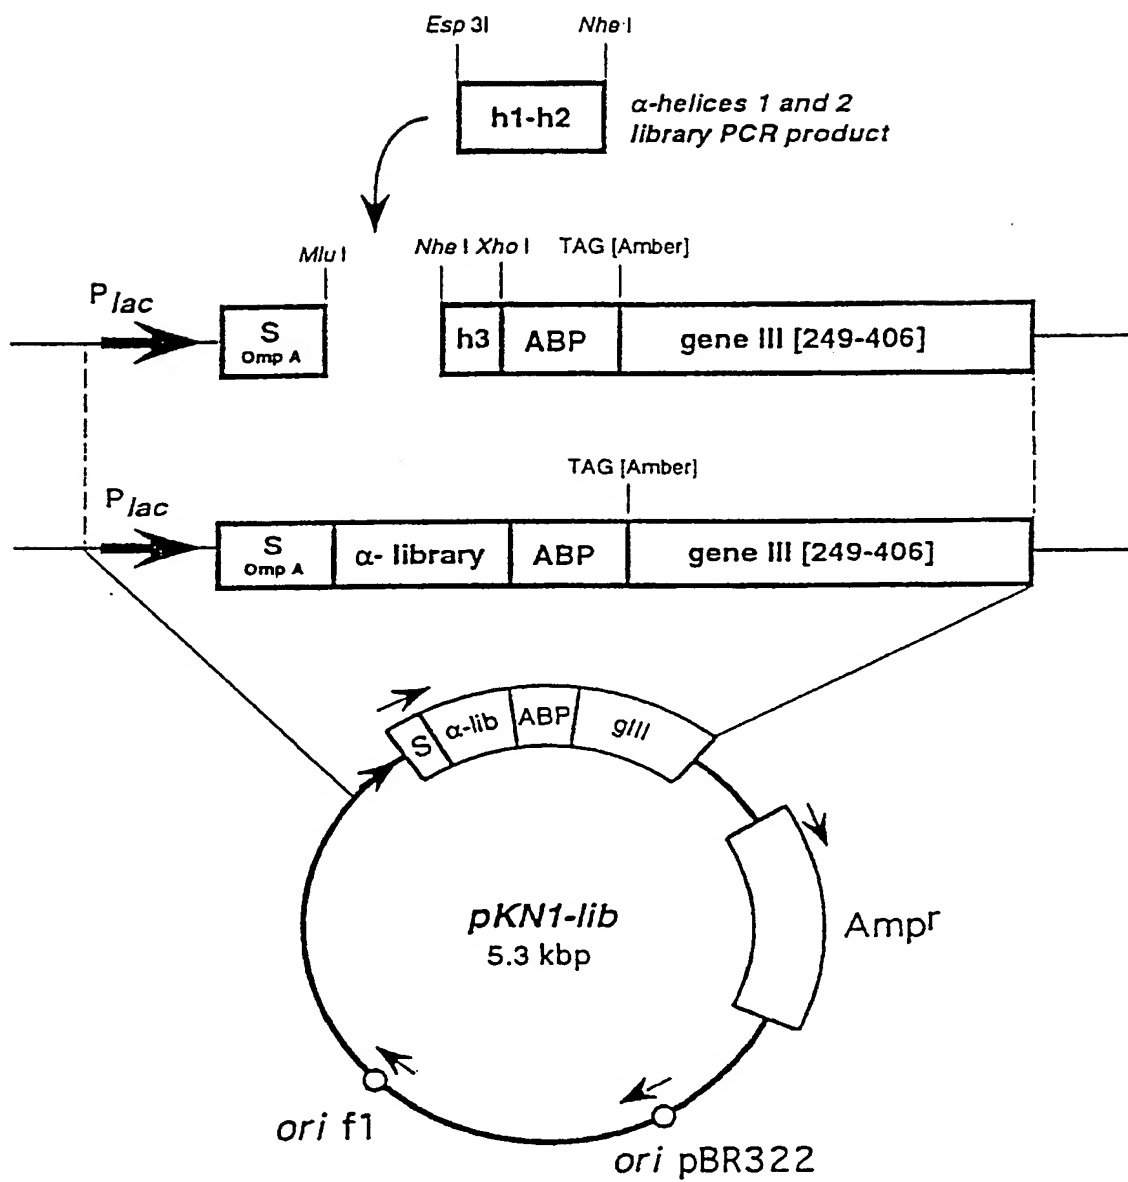 Esp 3I Nhe I
h1-h2
α-helices 1 and 2
library PCR product
Mlu I
Nhe I Xho I TAG [Amber]
Plac
S
Omp A
h3 ABP gene III [249-406]
TAG [Amber]
Plac
S
Omp A
α- library ABP gene III [249-406]
S α-lib ABP gIII
pKN1-lib
5.3 kbp
Ampr
ori f1
ori pBR322